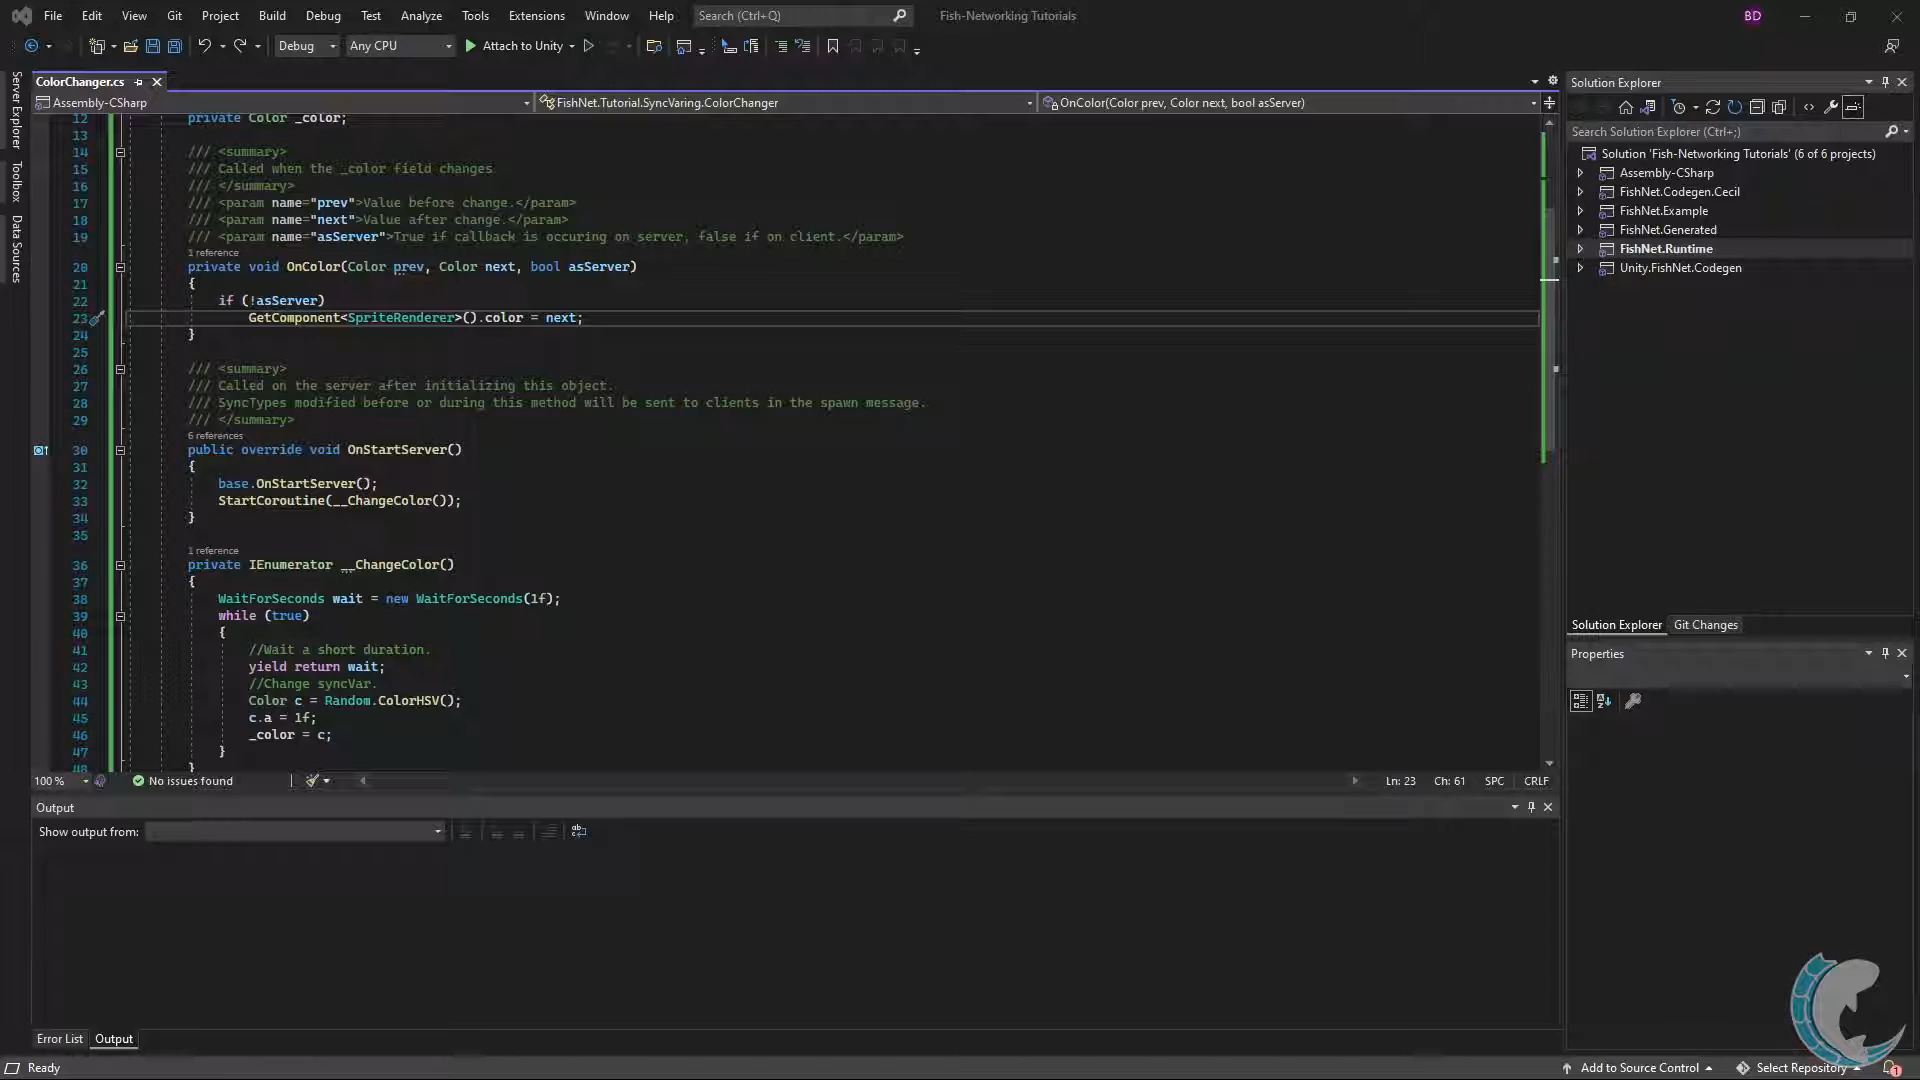 File Edit View Git Project Build Debug Test Analyze Tools Extensions Window Help Search (Ctrl+Q) Fish-Networking Tutorials BD
Debug Any CPU Attach to Unity
Server Explorer
Toolbox
Data Sources
ColorChanger.cs
Assembly-CSharp FishNet.Tutorial.SyncVaring.ColorChanger OnColor(Color prev, Color next, bool asServer)
12 private Color _color;
13
14 /// <summary>
15 /// Called when the _color field changes
16 /// </summary>
17 /// <param name="prev">Value before change.</param>
18 /// <param name="next">Value after change.</param>
19 /// <param name="asServer">True if callback is occuring on server, false if on client.</param>
1 reference
20 private void OnColor(Color prev, Color next, bool asServer)
21 {
22 if (!asServer)
23 GetComponent<SpriteRenderer>().color = next;
24 }
25
26 /// <summary>
27 /// Called on the server after initializing this object.
28 /// SyncTypes modified before or during this method will be sent to clients in the spawn message.
29 /// </summary>
6 references
30 public override void OnStartServer()
31 {
32 base.OnStartServer();
33 StartCoroutine(__ChangeColor());
34 }
35
1 reference
36 private IEnumerator __ChangeColor()
37 {
38 WaitForSeconds wait = new WaitForSeconds(1f);
39 while (true)
40 {
41 //Wait a short duration.
42 yield return wait;
43 //Change syncVar.
44 Color c = Random.ColorHSV();
45 c.a = 1f;
46 _color = c;
47 }
48 }
100 % No issues found Ln: 23 Ch: 61 SPC CRLF
Output
Show output from:
Error List Output
Ready
Solution Explorer
Search Solution Explorer (Ctrl+;)
Solution 'Fish-Networking Tutorials' (6 of 6 projects)
Assembly-CSharp
FishNet.Codegen.Cecil
FishNet.Example
FishNet.Generated
FishNet.Runtime
Unity.FishNet.Codegen
Solution Explorer Git Changes
Properties
Add to Source Control Select Repository 1